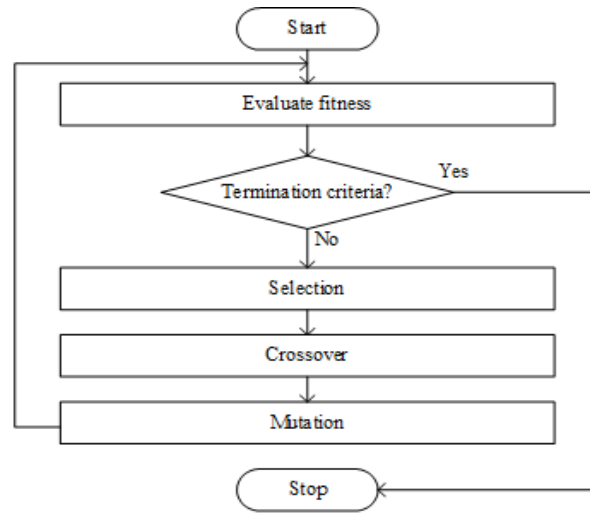 Start
Evaluate fitness
Yes
Termination criteria?
No
Selection
Crossover
Mutation
Stop